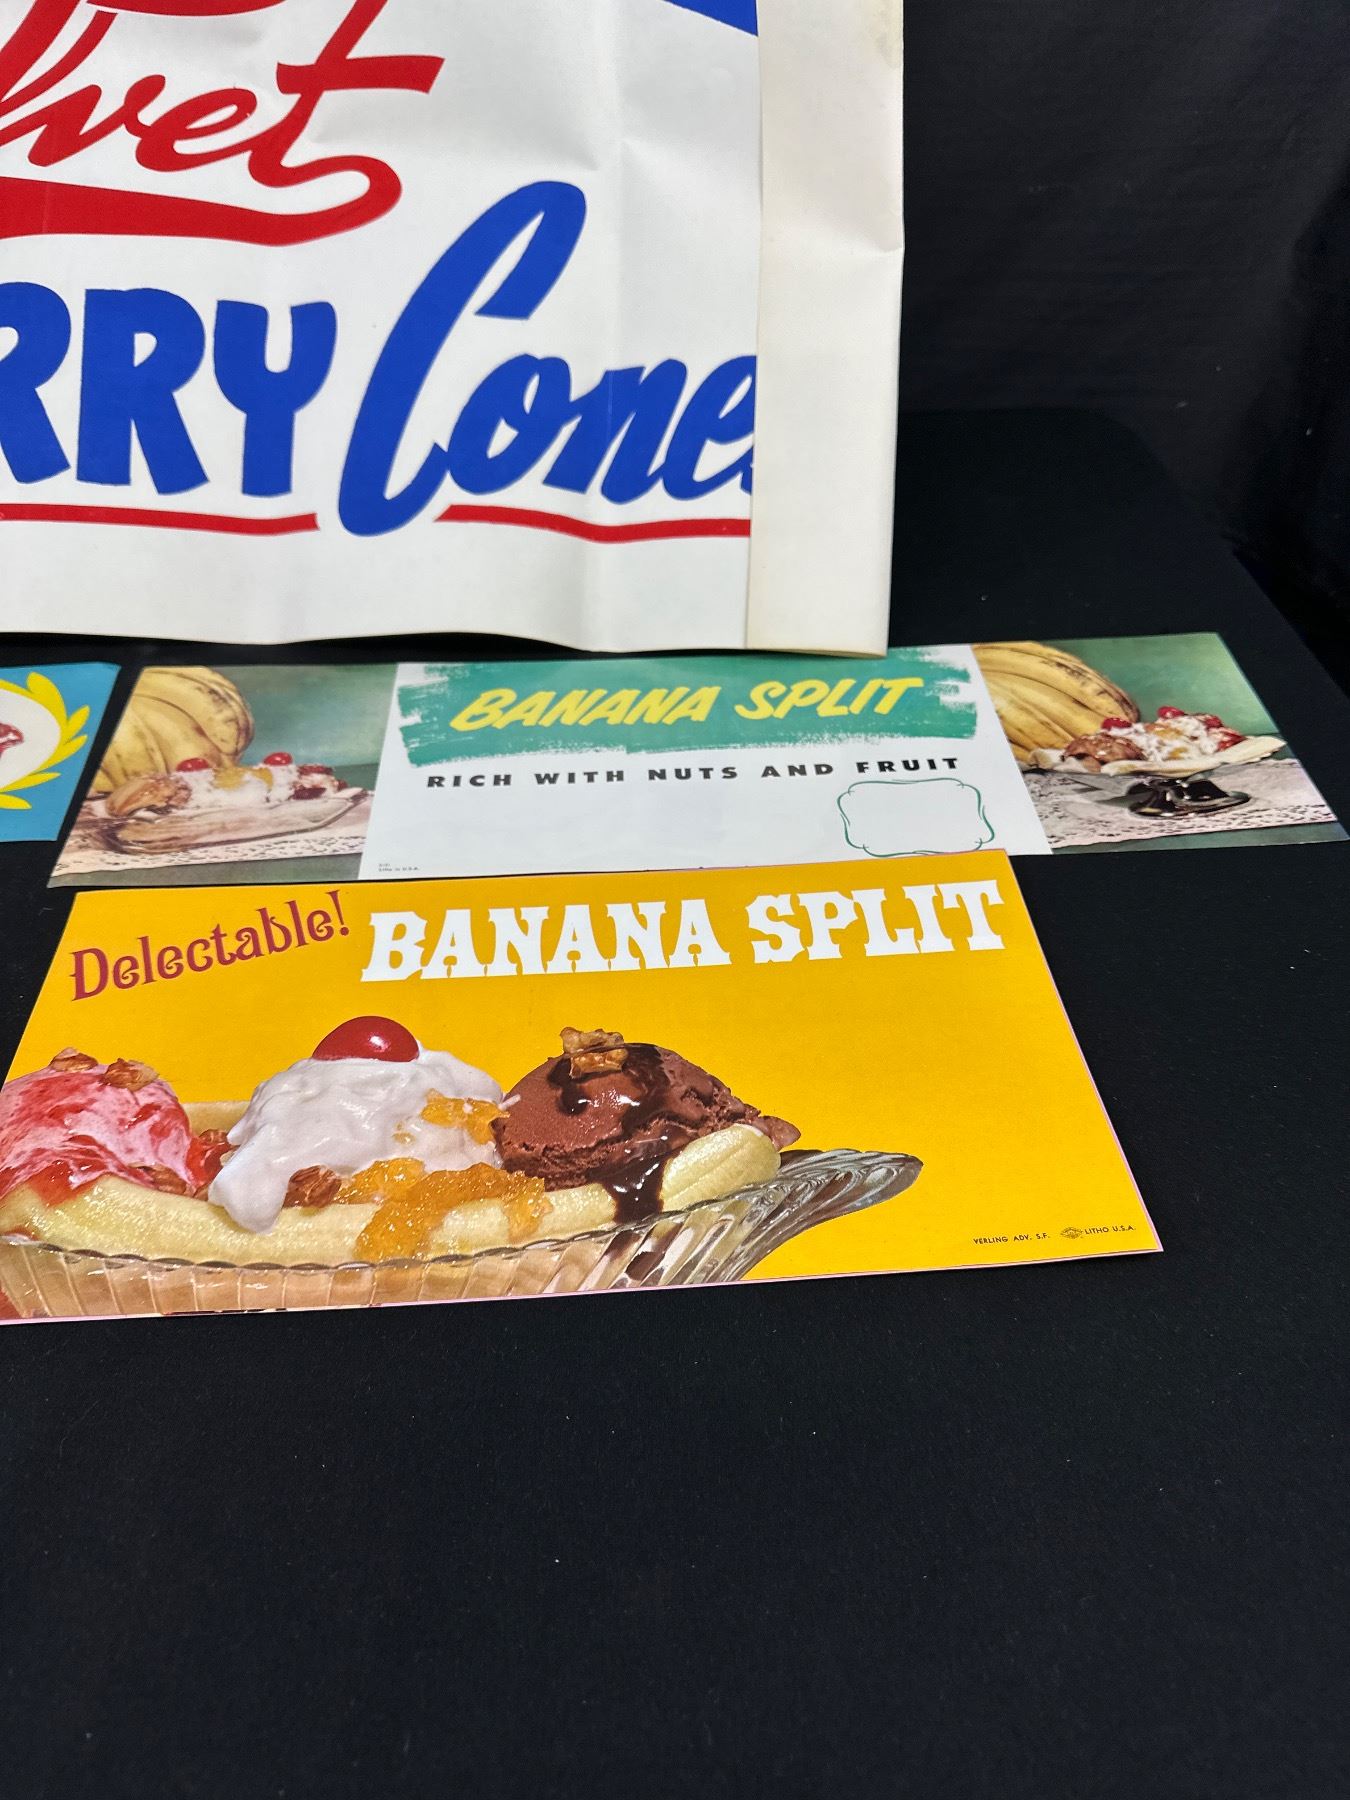 lvet
RRY Cone
BANANA SPLIT
RICH WITH NUTS AND FRUIT
Litho in U.S.A.
Delectable! BANANA SPLIT
VERLING ADV. S.F. LITHO U.S.A.